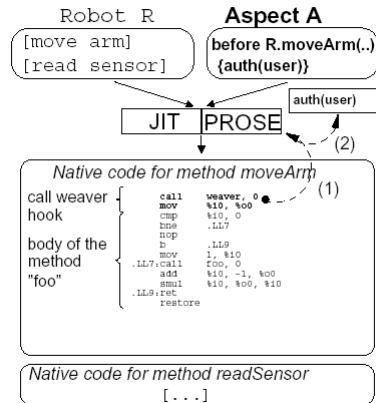 Robot R
Aspect A
[move arm]
[read sensor]
before R.moveArm(..)
{auth(user)}
auth(user)
JIT PROSE
(2)
(1)
Native code for method moveArm
call weaver
hook
body of the
method
"foo"
call weaver, 0
mov %i0, %o0
cmp %i0, 0
bne .LL7
nop
b .LL9
mov 1, %i0
.LL7:call foo, 0
add %i0, -1, %o0
smul %i0, %o0, %i0
.LL9:ret
restore
Native code for method readSensor
[...]